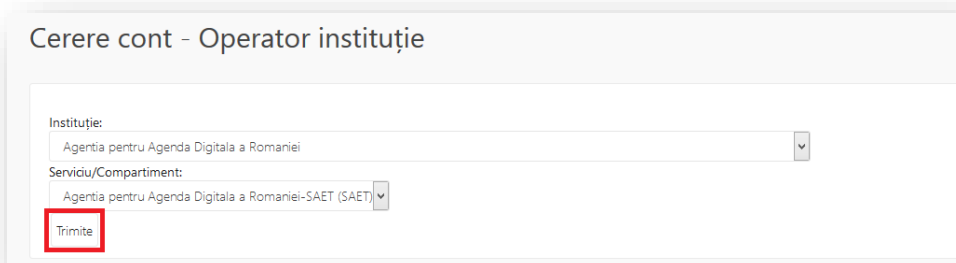 Cerere cont - Operator instituție
Instituție:
Agentia pentru Agenda Digitala a Romaniei
Serviciu/Compartiment:
Agentia pentru Agenda Digitala a Romaniei-SAET (SAET)
Trimite